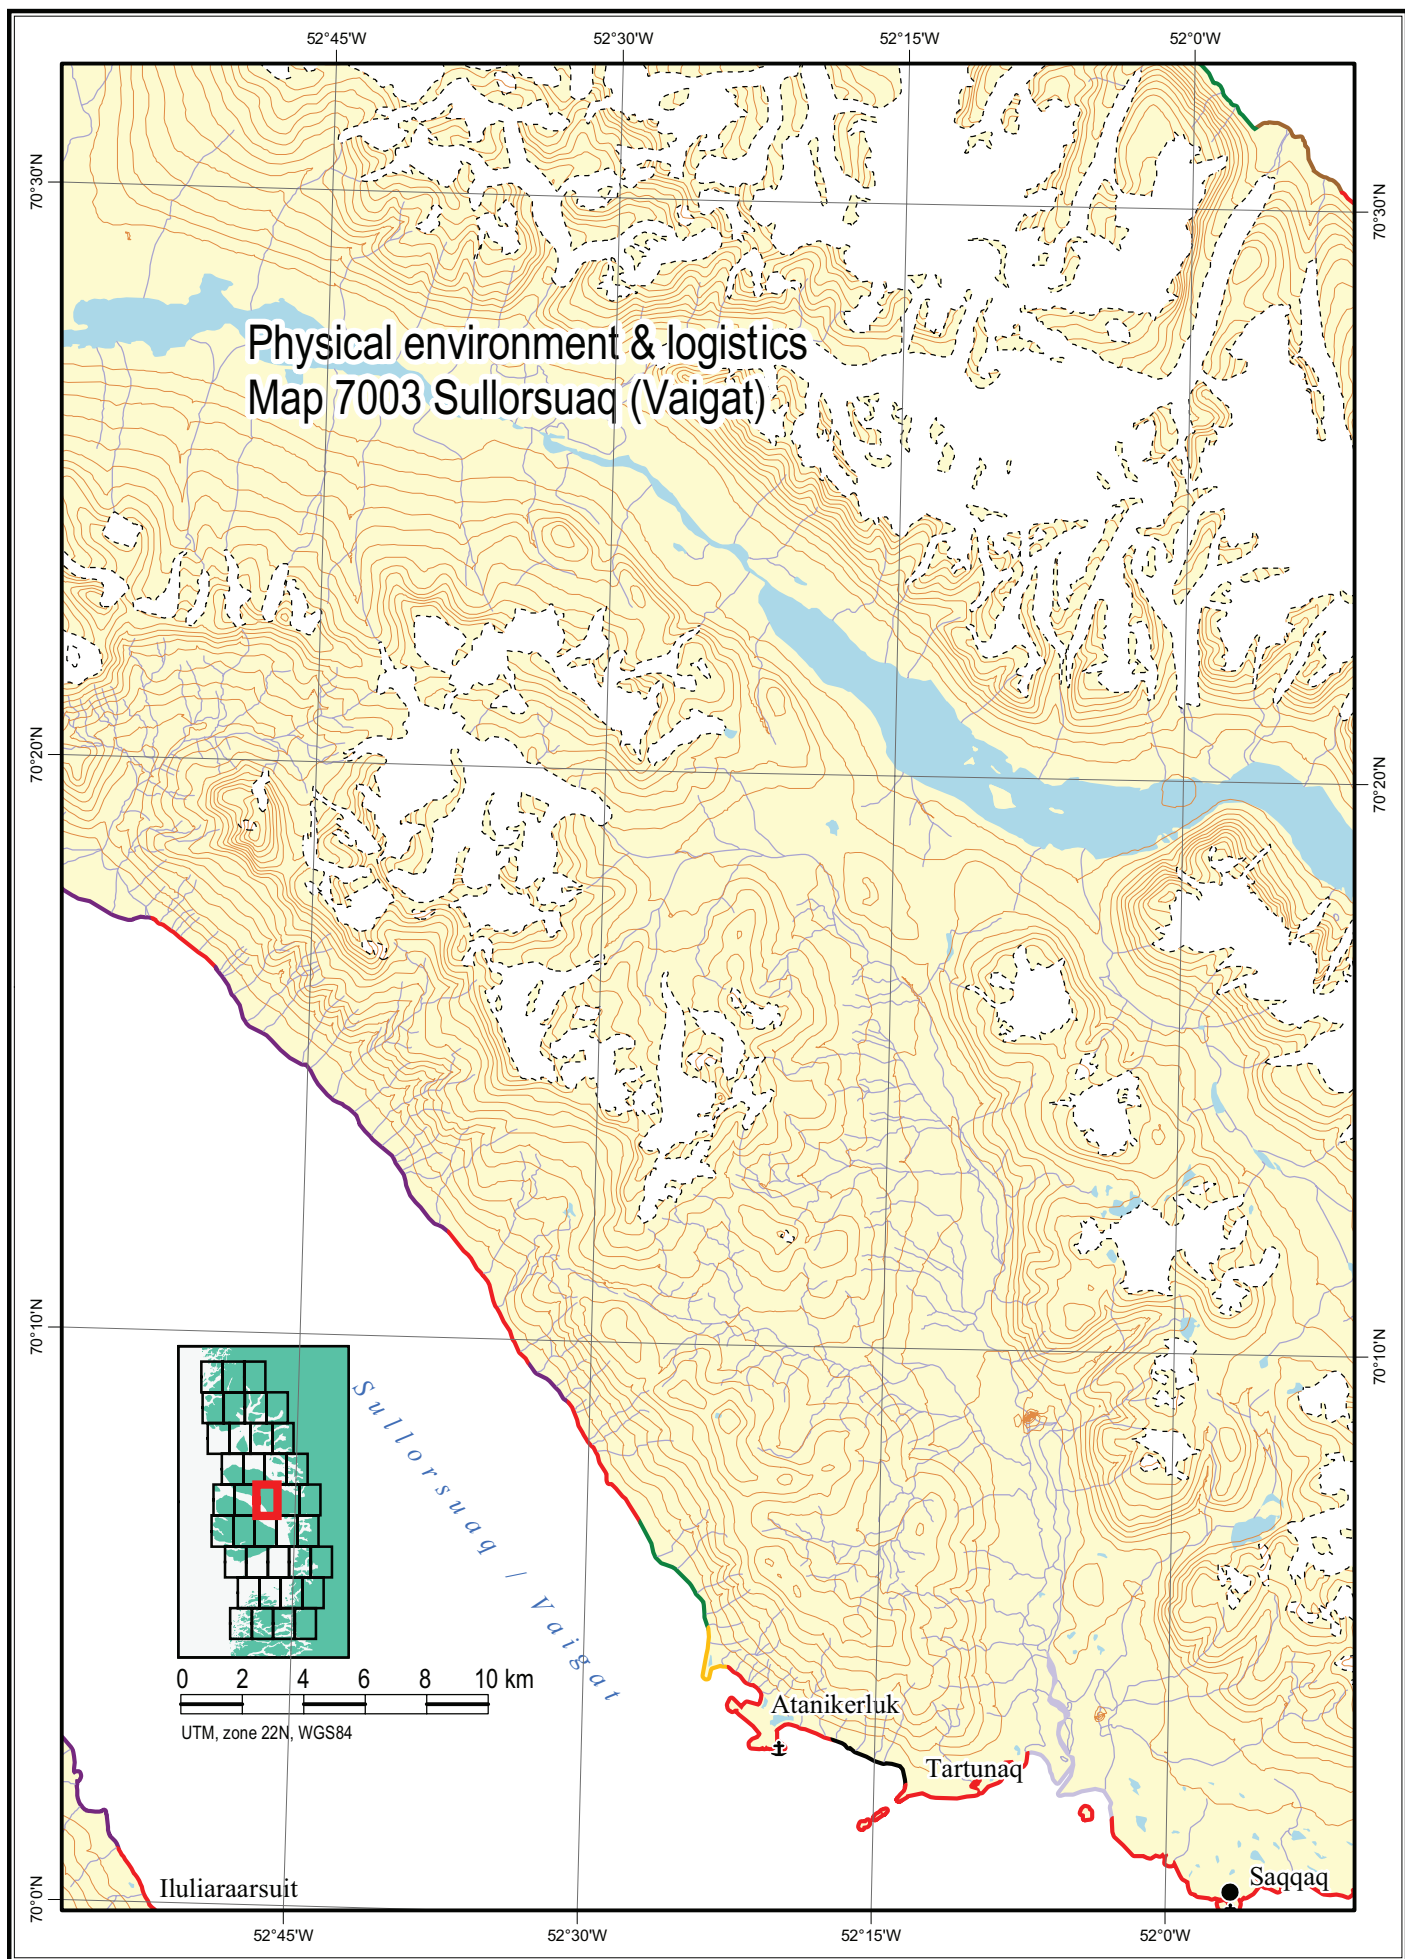 52°45'W 52°30'W 52°15'W 52°0'W
70°30'N 70°30'N
Physical environment & logistics
Map 7003 Sullorsuaq (Vaigat)
70°20'N 70°20'N
70°10'N 70°10'N
Sullorsuaq / Vaigat
0 2 4 6 8 10 km
UTM, zone 22N, WGS84
Atanikerluk
Tartunaq
Saqqaq
Iluliaraarsuit
70°0'N
52°45'W 52°30'W 52°15'W 52°0'W